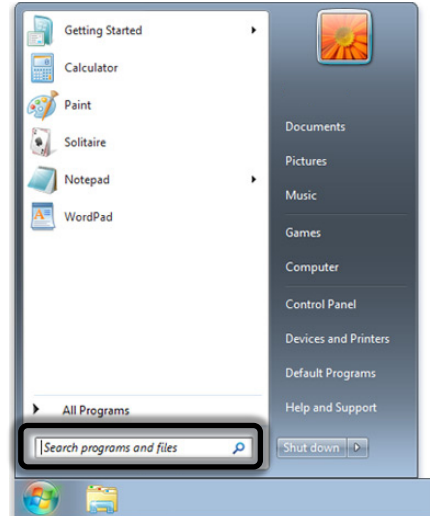 Getting Started
Calculator
Paint
Solitaire
Notepad
WordPad
All Programs
Search programs and files
Documents
Pictures
Music
Games
Computer
Control Panel
Devices and Printers
Default Programs
Help and Support
Shut down